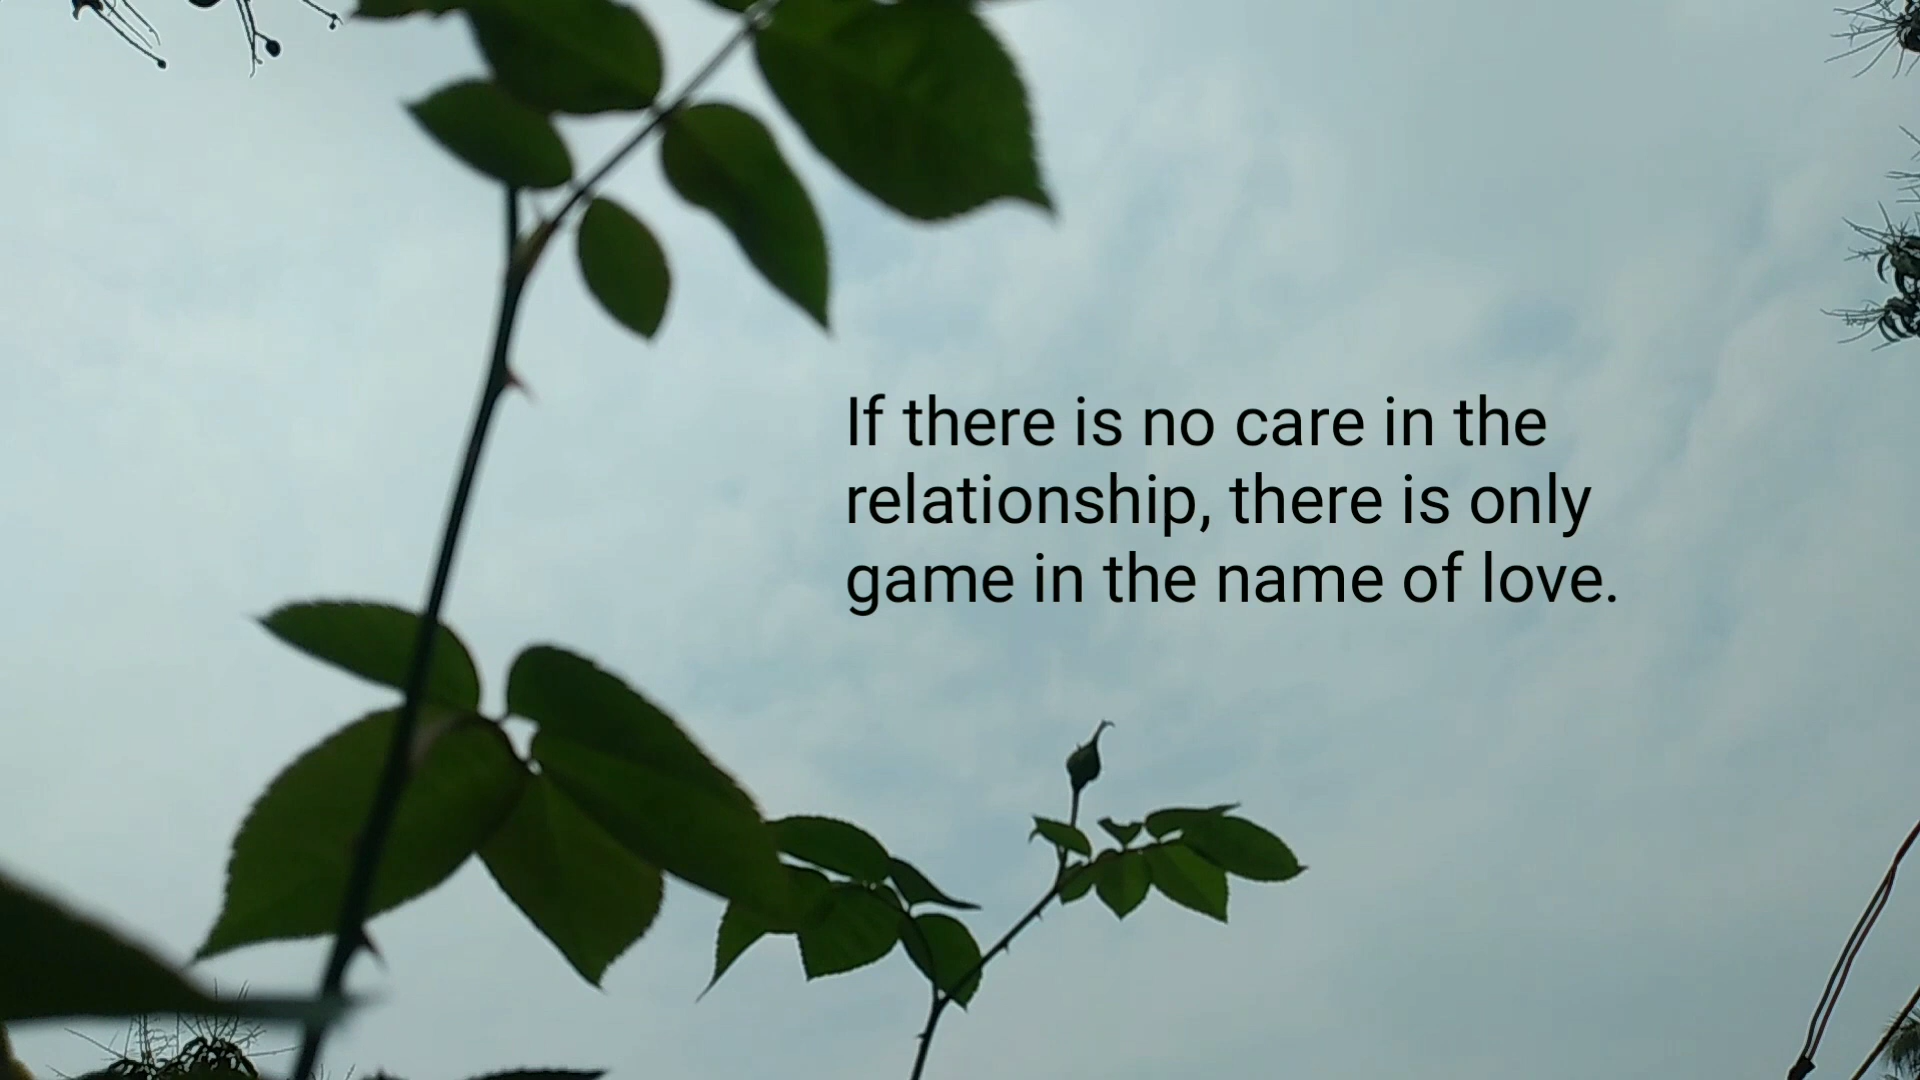 If there is no care in the
relationship, there is only
game in the name of love.